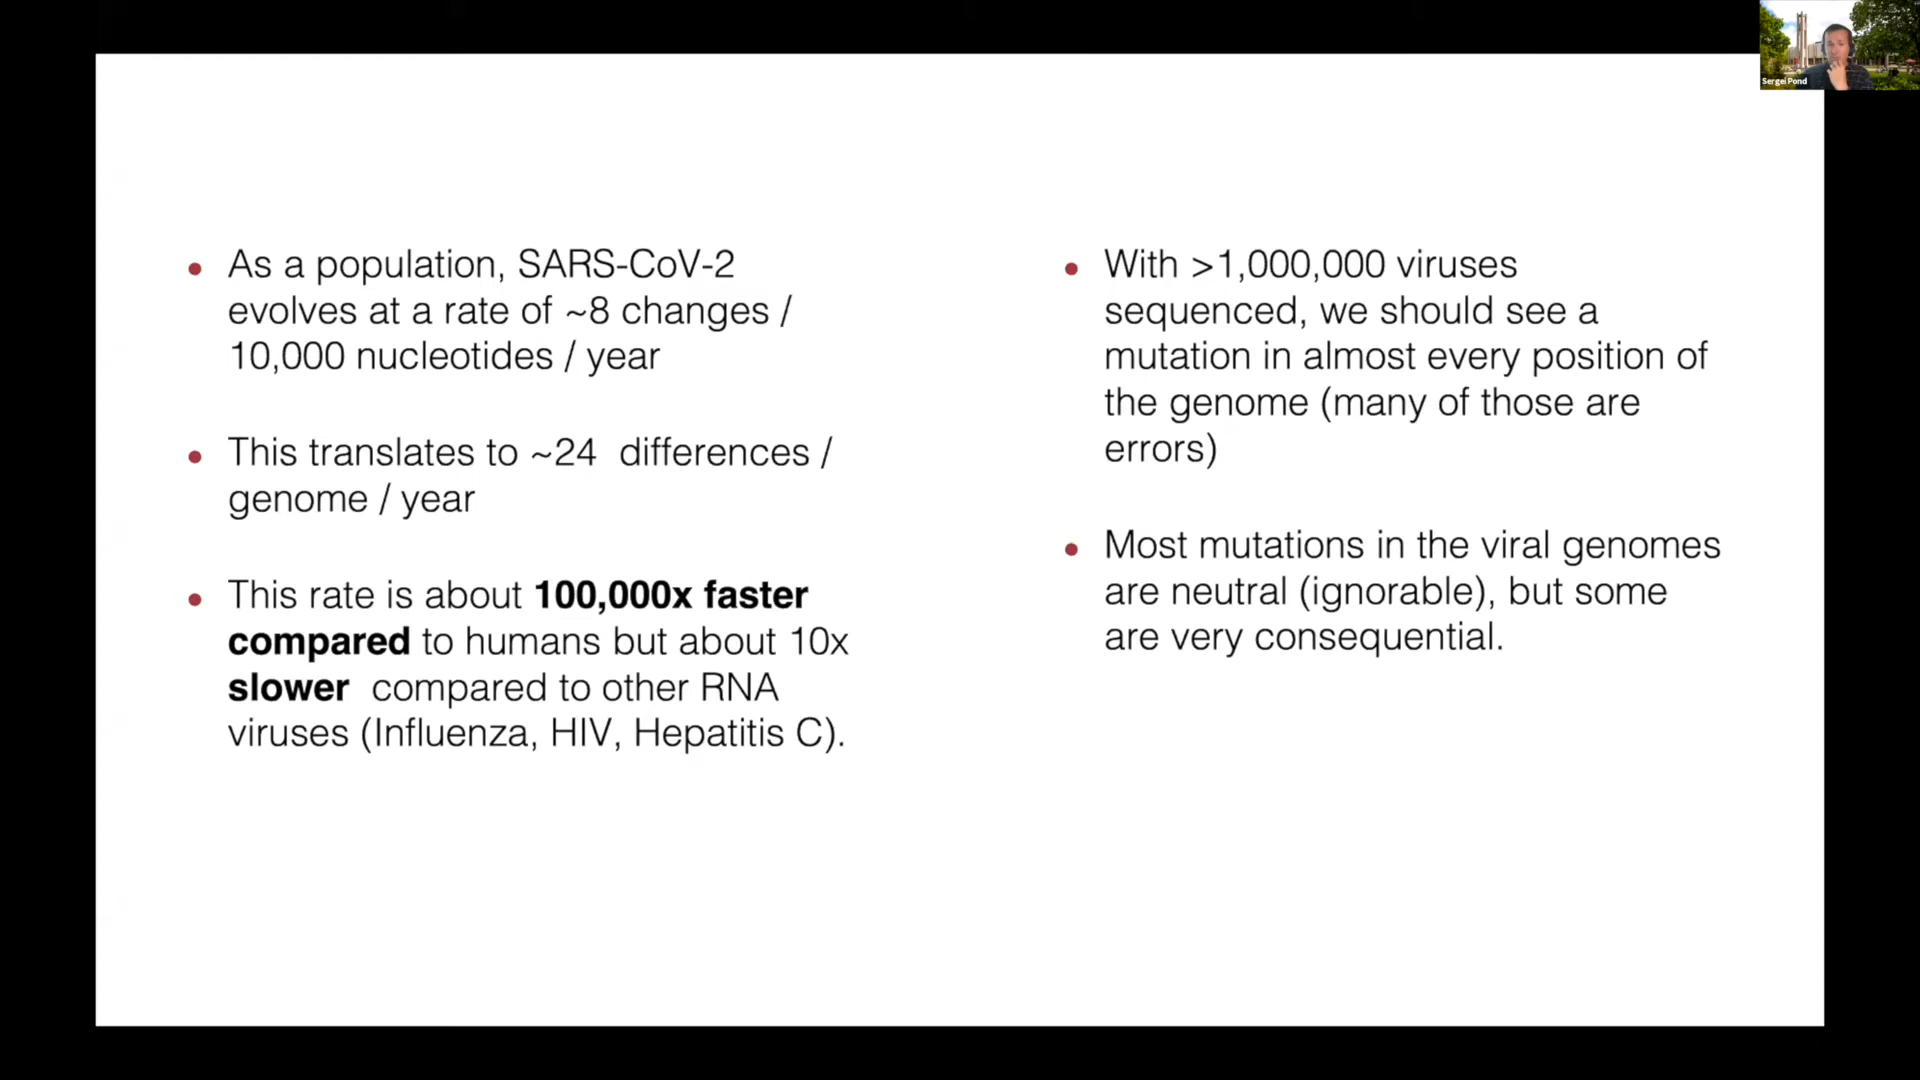 Sergei Pond
• As a population, SARS-CoV-2
evolves at a rate of ~8 changes /
10,000 nucleotides / year
• This translates to ~24  differences /
genome / year
• This rate is about 100,000x faster
compared to humans but about 10x
slower  compared to other RNA
viruses (Influenza, HIV, Hepatitis C).
• With >1,000,000 viruses
sequenced, we should see a
mutation in almost every position of
the genome (many of those are
errors)
• Most mutations in the viral genomes
are neutral (ignorable), but some
are very consequential.